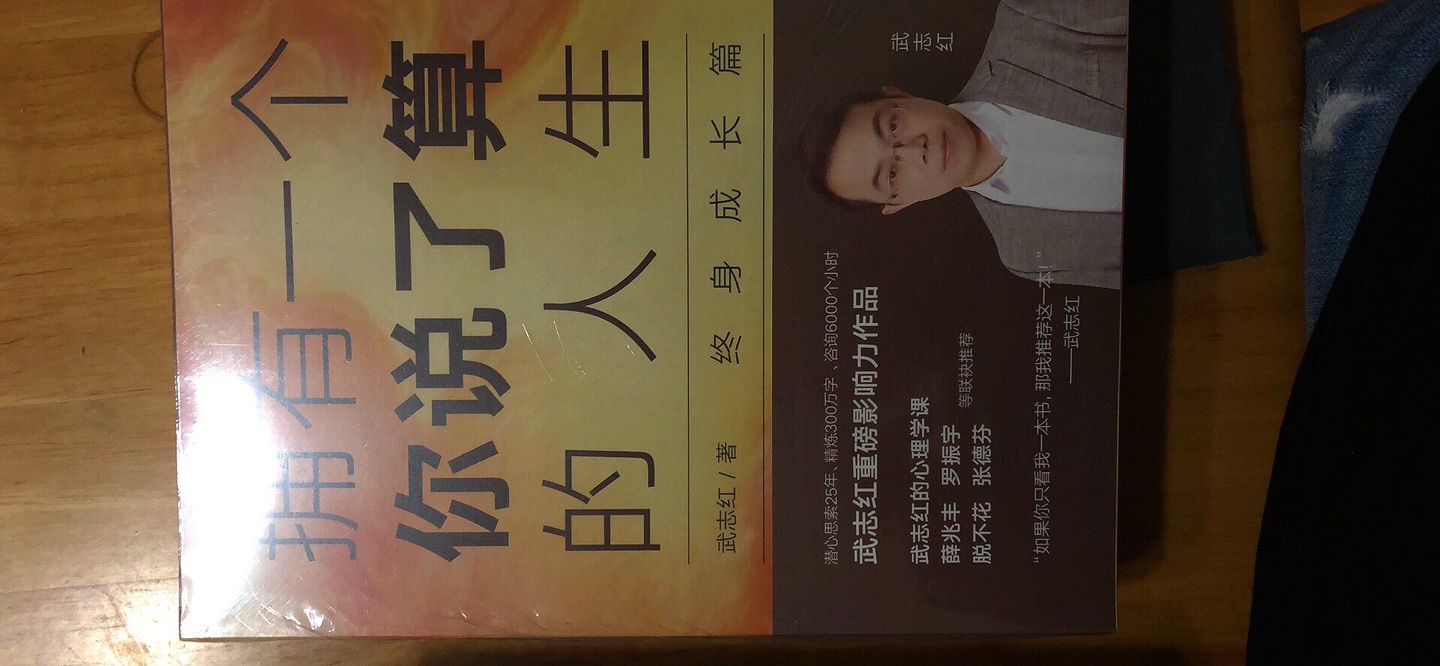 拥有一个
你说了算
的人生
武志红 / 著 终身成长篇
武志红
潜心思索25年、精炼300万字、咨询6000个小时
武志红重磅影响力作品
武志红的心理学课
薛兆丰 罗振宇
脱不花 张德芬 等联袂推荐
“如果你只看我一本书，那我推荐这一本！”
——武志红